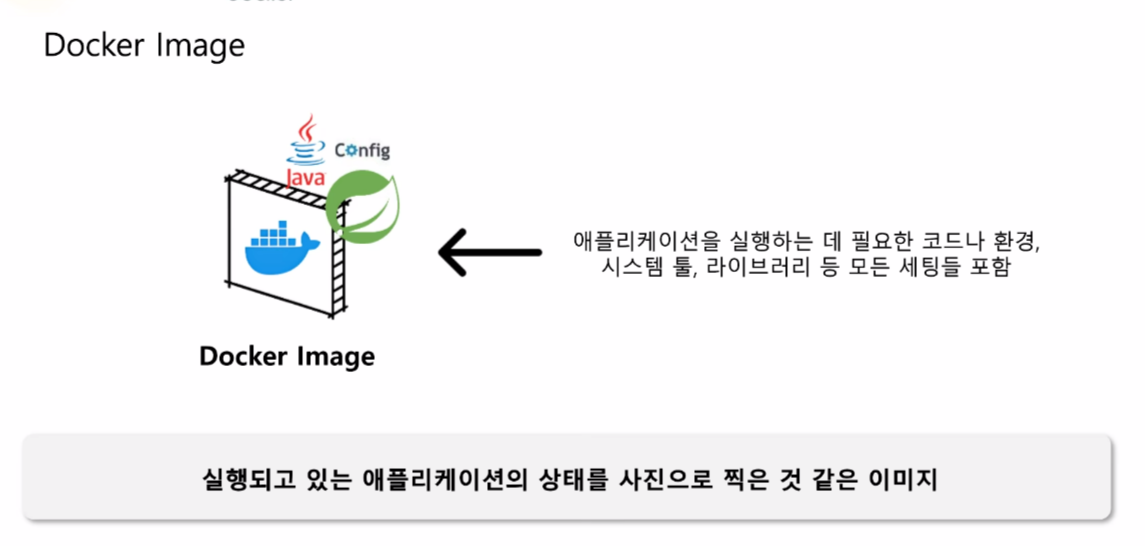 Docker Image
Java
Config
애플리케이션을 실행하는 데 필요한 코드나 환경,
시스템 툴, 라이브러리 등 모든 세팅들 포함
Docker Image
실행되고 있는 애플리케이션의 상태를 사진으로 찍은 것 같은 이미지